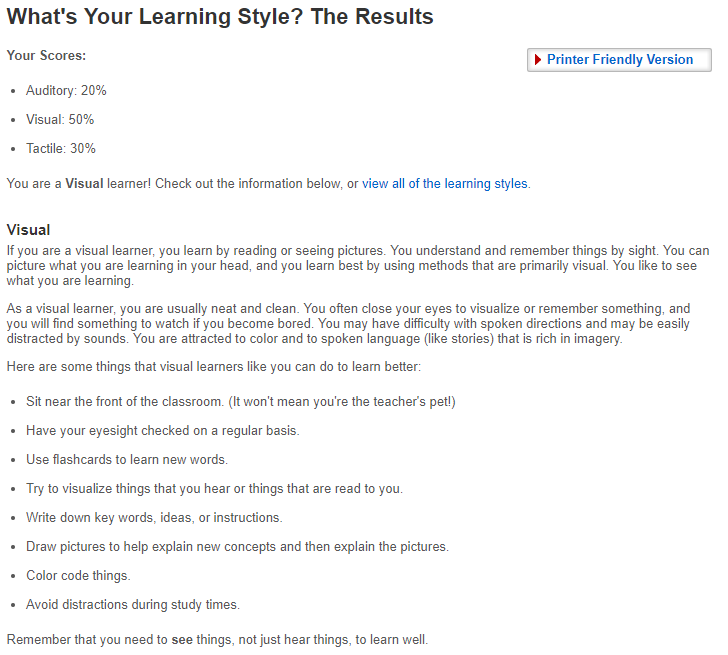 What's Your Learning Style? The Results
Your Scores:
Printer Friendly Version
• Auditory: 20%
• Visual: 50%
• Tactile: 30%
You are a Visual learner! Check out the information below, or view all of the learning styles.
Visual
If you are a visual learner, you learn by reading or seeing pictures. You understand and remember things by sight. You can
picture what you are learning in your head, and you learn best by using methods that are primarily visual. You like to see
what you are learning.
As a visual learner, you are usually neat and clean. You often close your eyes to visualize or remember something, and
you will find something to watch if you become bored. You may have difficulty with spoken directions and may be easily
distracted by sounds. You are attracted to color and to spoken language (like stories) that is rich in imagery.
Here are some things that visual learners like you can do to learn better:
• Sit near the front of the classroom. (It won't mean you're the teacher's pet!)
• Have your eyesight checked on a regular basis.
• Use flashcards to learn new words.
• Try to visualize things that you hear or things that are read to you.
• Write down key words, ideas, or instructions.
• Draw pictures to help explain new concepts and then explain the pictures.
• Color code things.
• Avoid distractions during study times.
Remember that you need to see things, not just hear things, to learn well.